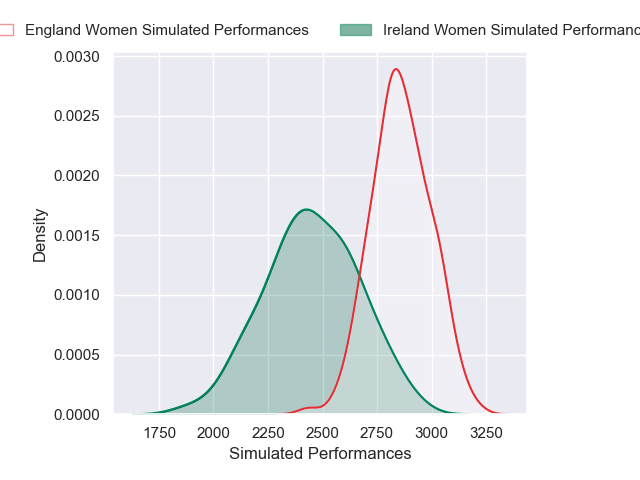 England Women Simulated Performances Ireland Women Simulated Performanc
0.0030
0.0025
0.0020
0.0015
0.0010
0.0005
0.0000
Density
1750 2000 2250 2500 2750 3000 3250
Simulated Performances